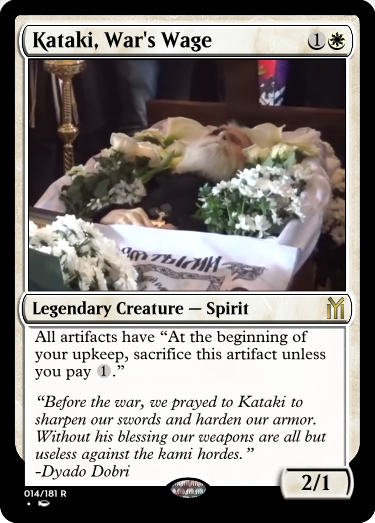 Kataki, War's Wage
1
Legendary Creature — Spirit
All artifacts have “At the beginning of
your upkeep, sacrifice this artifact unless
you pay 1.”
“Before the war, we prayed to Kataki to
sharpen our swords and harden our armor.
Without his blessing our weapons are all but
useless against the kami hordes.”
-Dyado Dobri
2/1
014/181 R